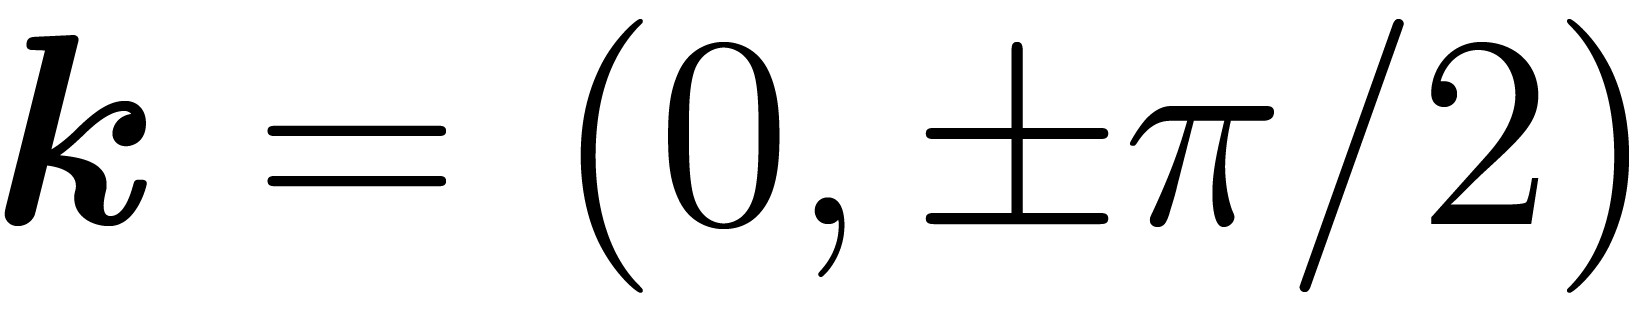 k = (0, ±π/2)